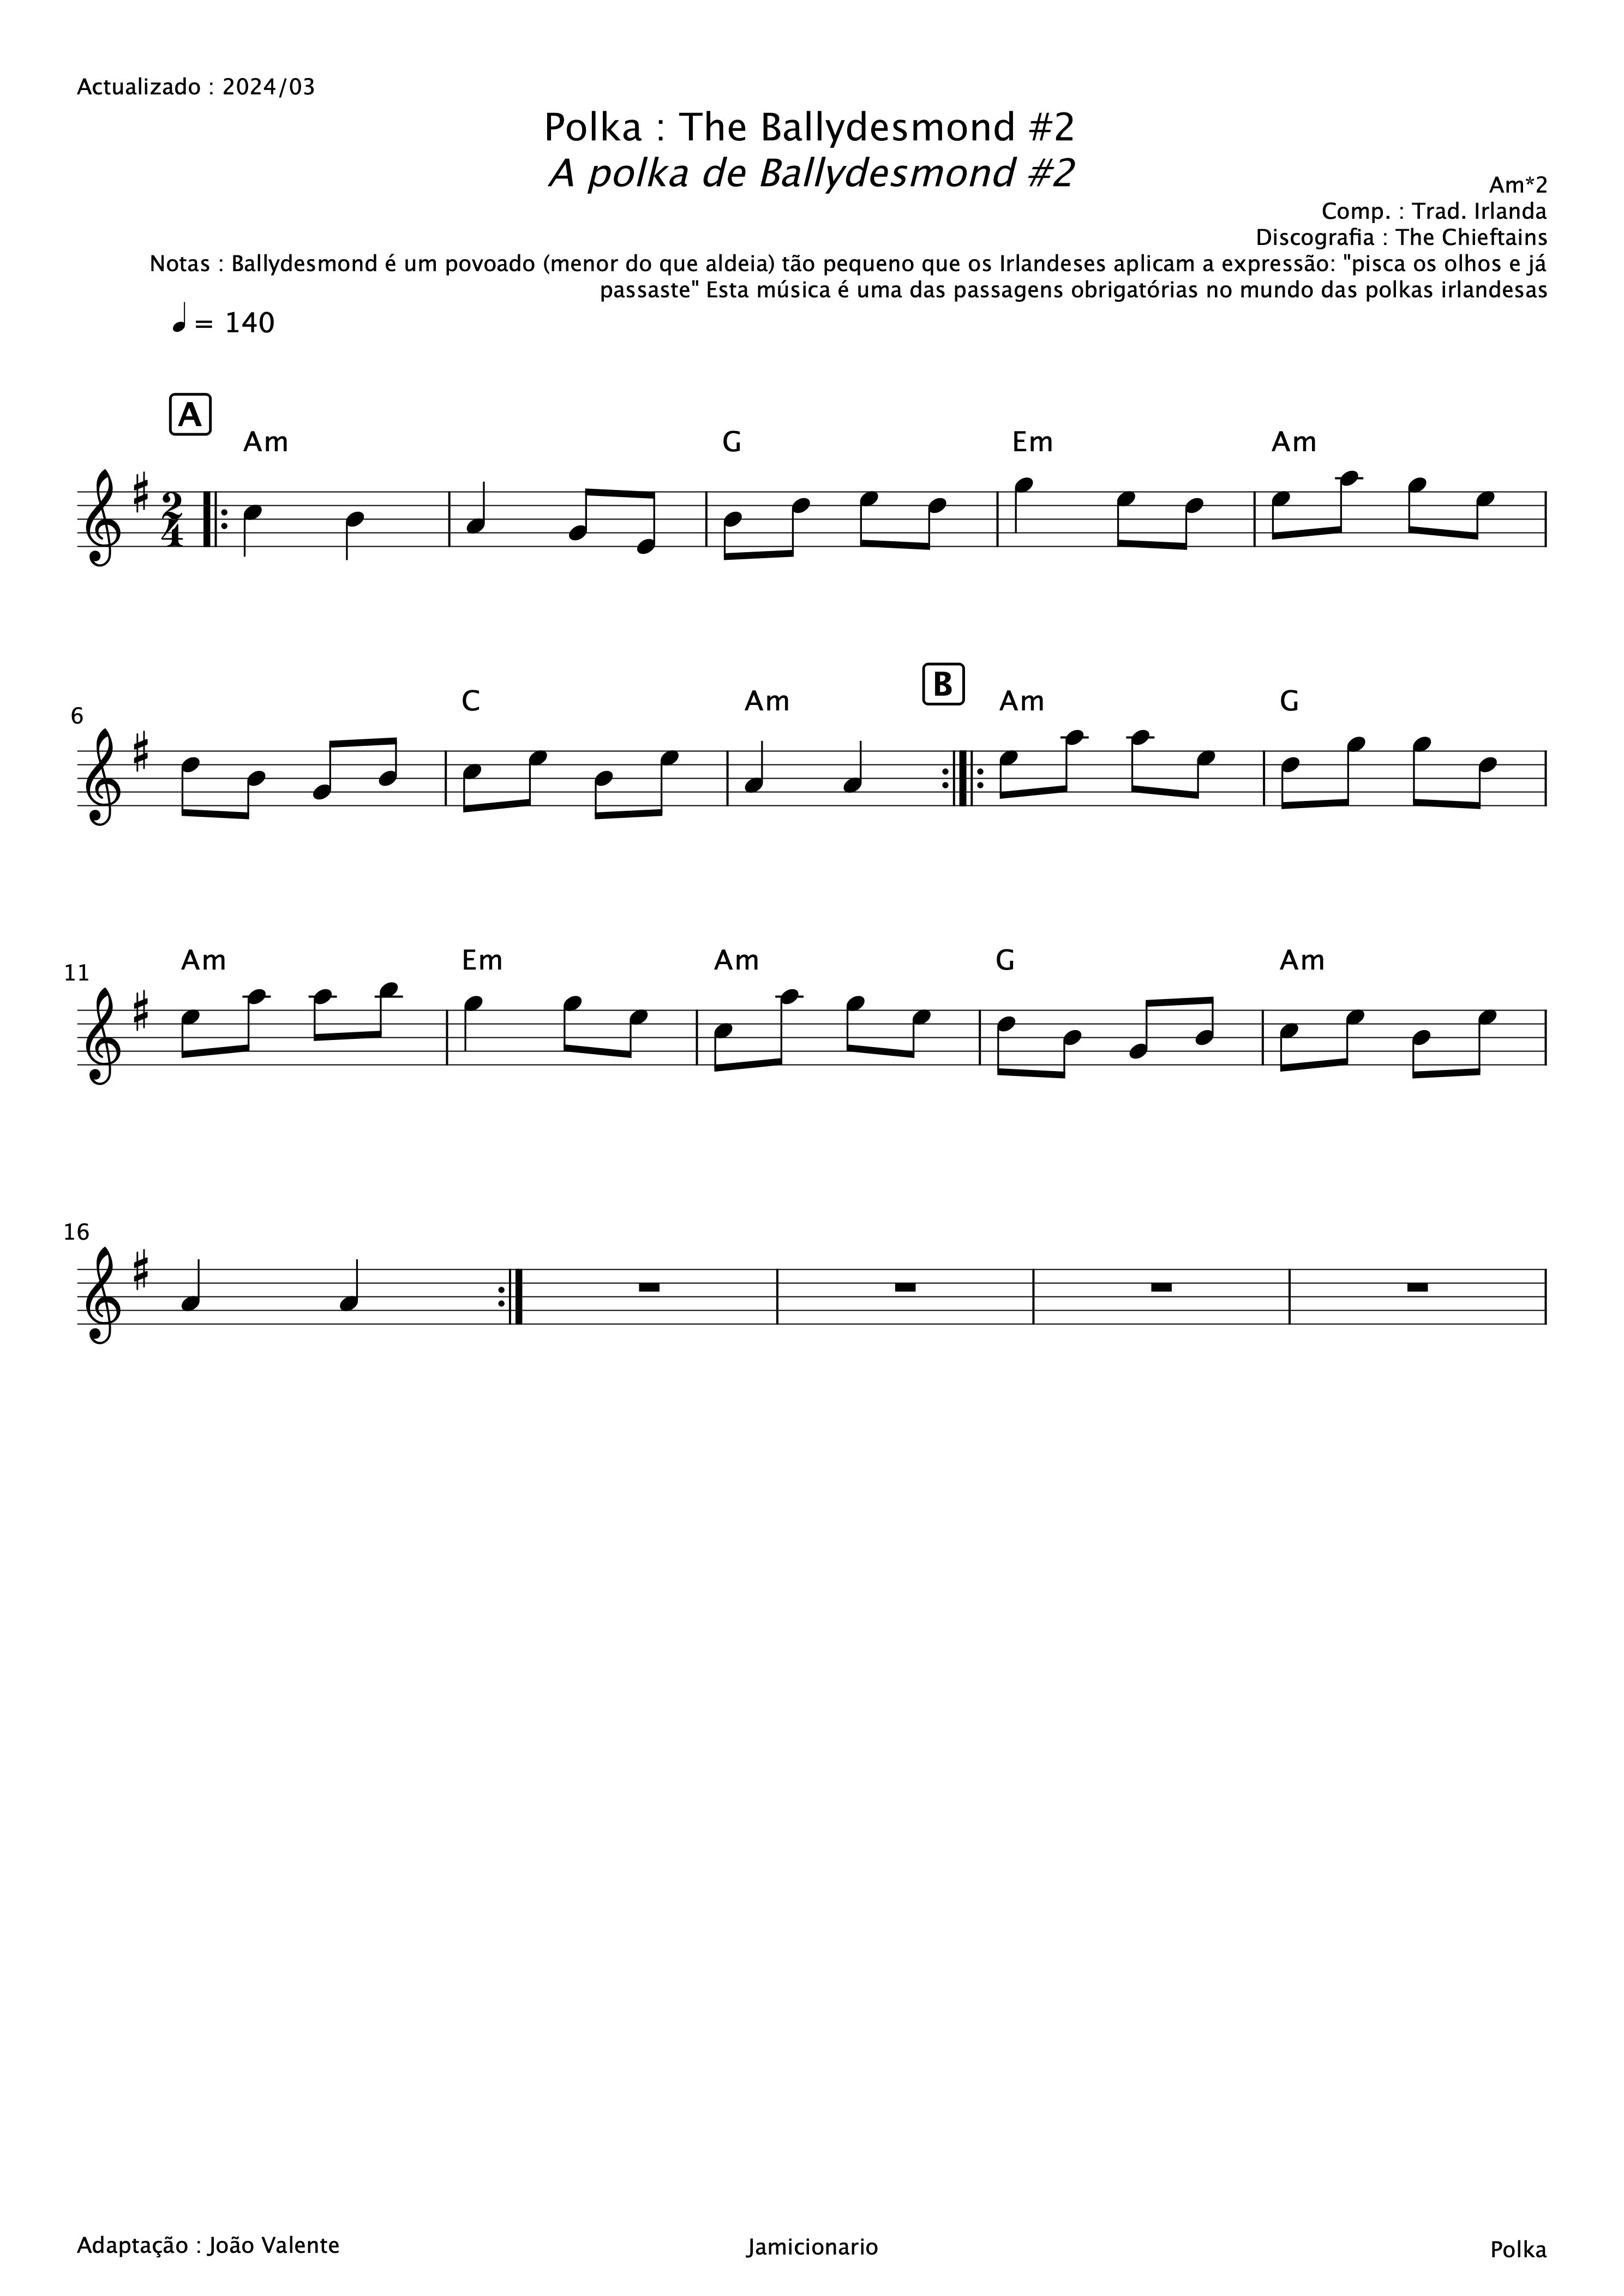 Actualizado : 2024/03
Polka : The Ballydesmond #2
A polka de Ballydesmond #2
Am*2
Comp. : Trad. Irlanda
Discografia : The Chieftains
Notas : Ballydesmond é um povoado (menor do que aldeia) tão pequeno que os Irlandeses aplicam a expressão: "pisca os olhos e já
passaste" Esta música é uma das passagens obrigatórias no mundo das polkas irlandesas
= 140
A
Am G Em Am
2
4
B
6 C Am Am G
11 Am Em Am G Am
16
Adaptação : João Valente Jamicionario Polka